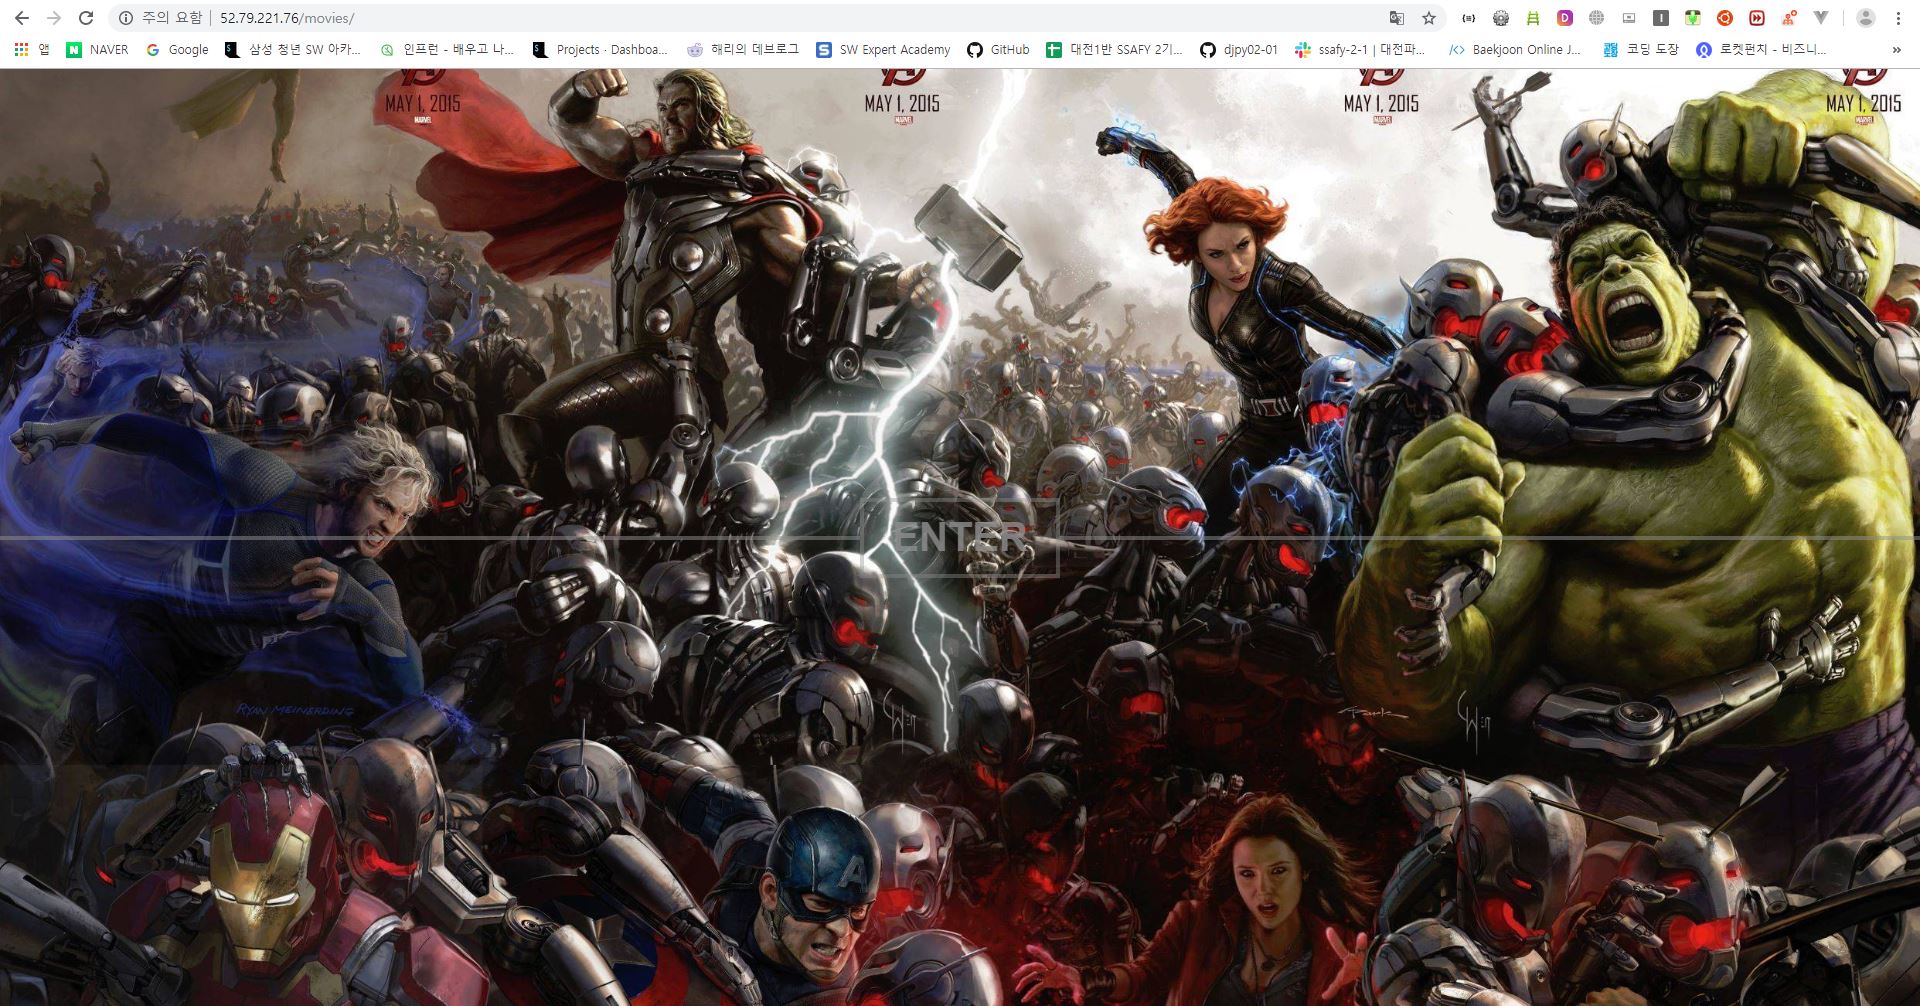 주의 요함 52.79.221.76/movies/
앱 NAVER Google 삼성 청년 SW 아카... 인프런 - 배우고 나... Projects · Dashboa... 해리의 데브로그 SW Expert Academy GitHub 대전1반 SSAFY 2기... djpy02-01 ssafy-2-1 | 대전파... Baekjoon Online J... 코딩 도장 로켓펀치 - 비즈니... »
MAY 1, 2015 MAY 1, 2015 MAY 1, 2015 MAY 1, 2015
MARVEL MARVEL MARVEL MARVEL
ENTER
RYAN MEINERDING